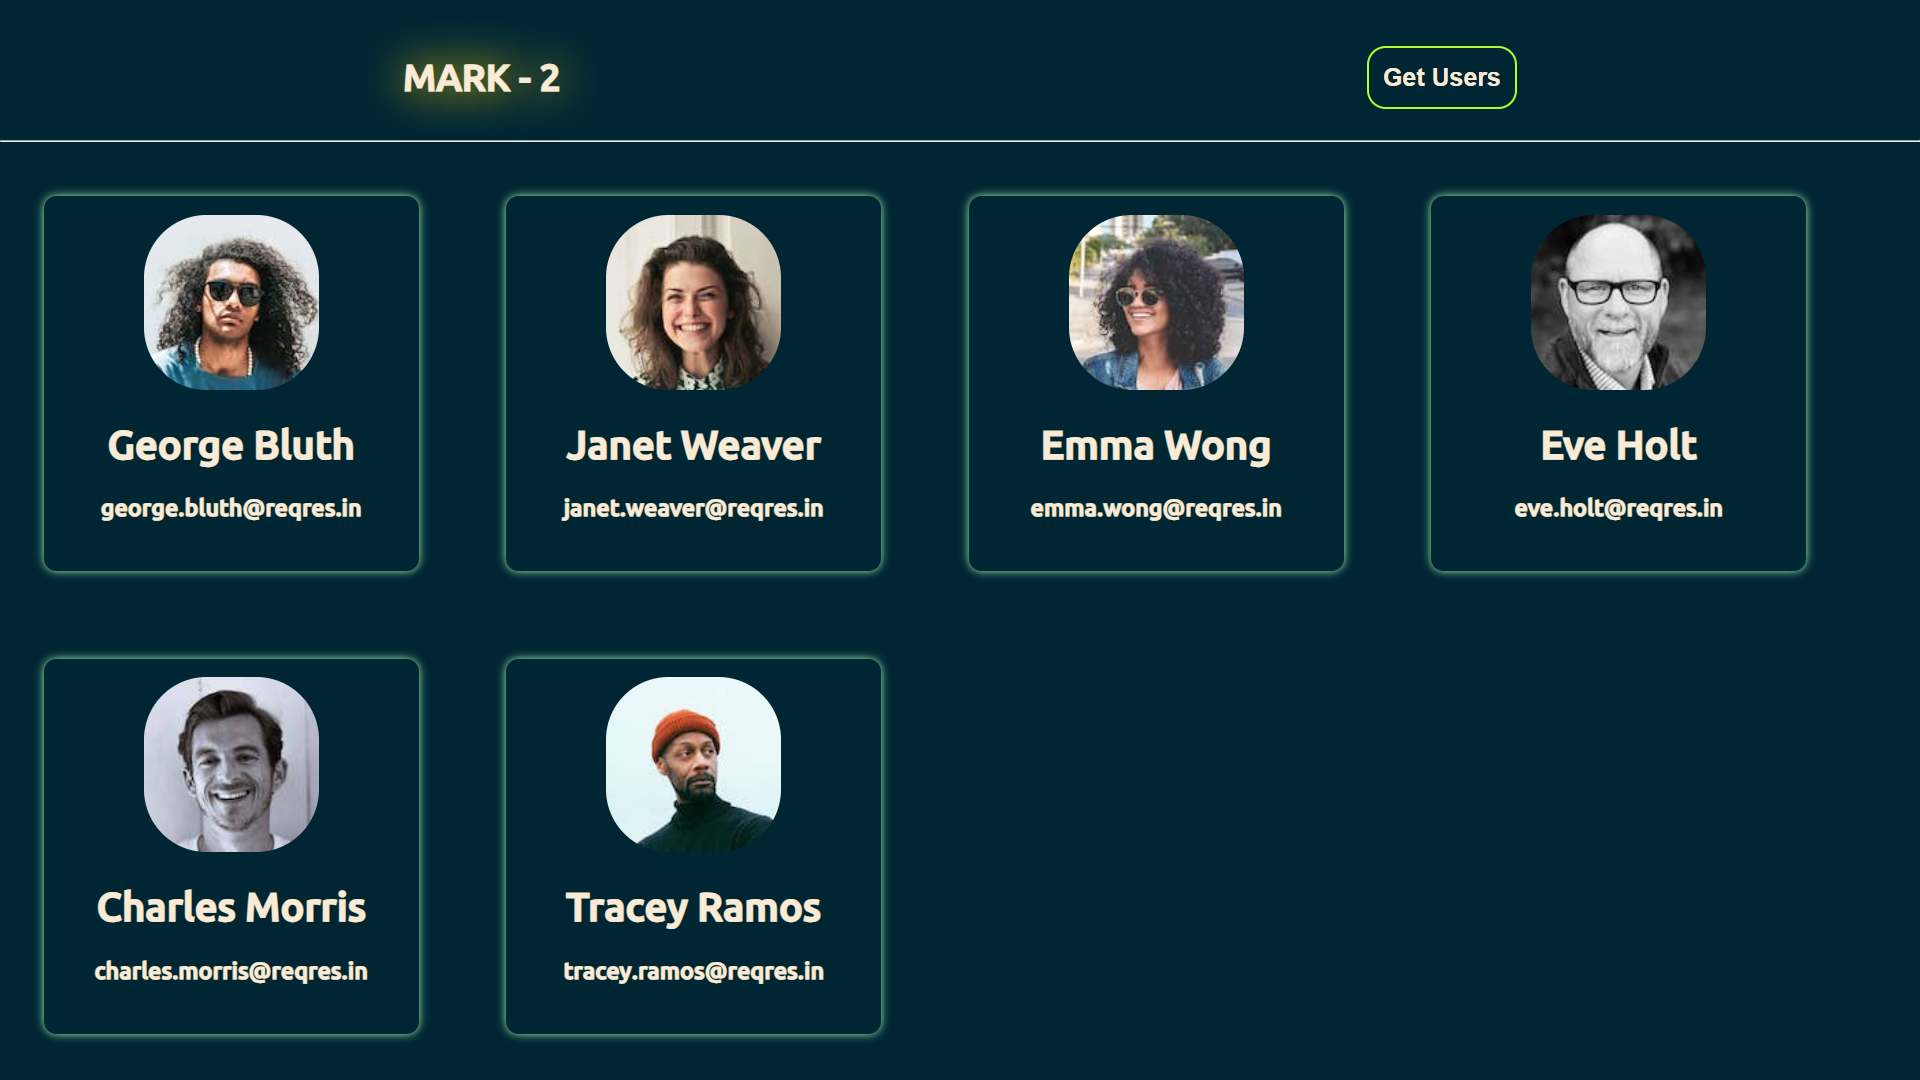 MARK - 2
Get Users
George Bluth
george.bluth@reqres.in
Janet Weaver
janet.weaver@reqres.in
Emma Wong
emma.wong@reqres.in
Eve Holt
eve.holt@reqres.in
Charles Morris
charles.morris@reqres.in
Tracey Ramos
tracey.ramos@reqres.in